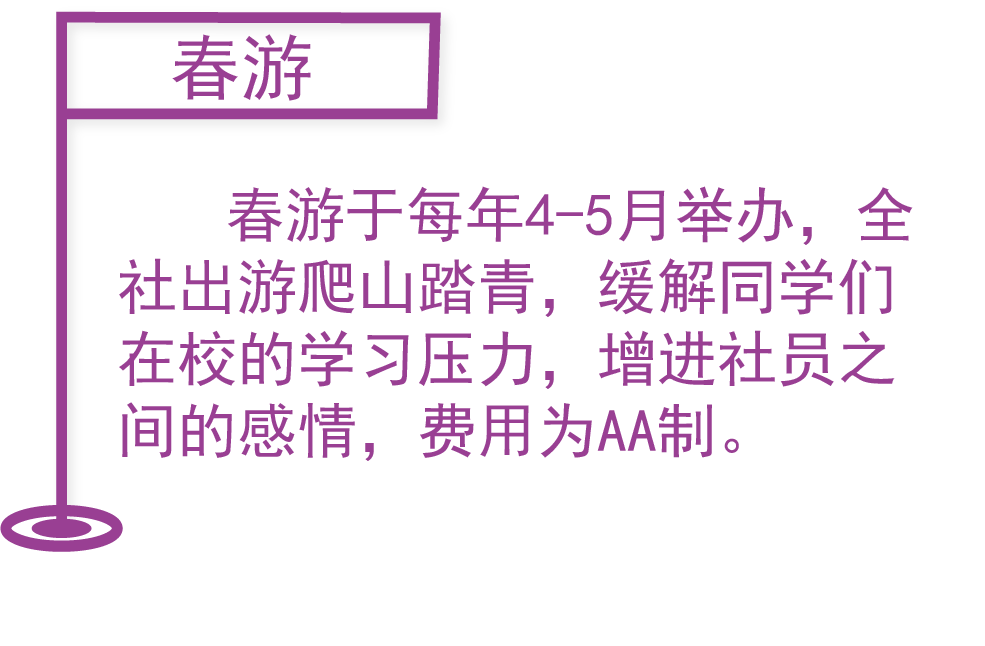 春游
春游于每年4-5月举办，全
社出游爬山踏青，缓解同学们
在校的学习压力，增进社员之
间的感情，费用为AA制。